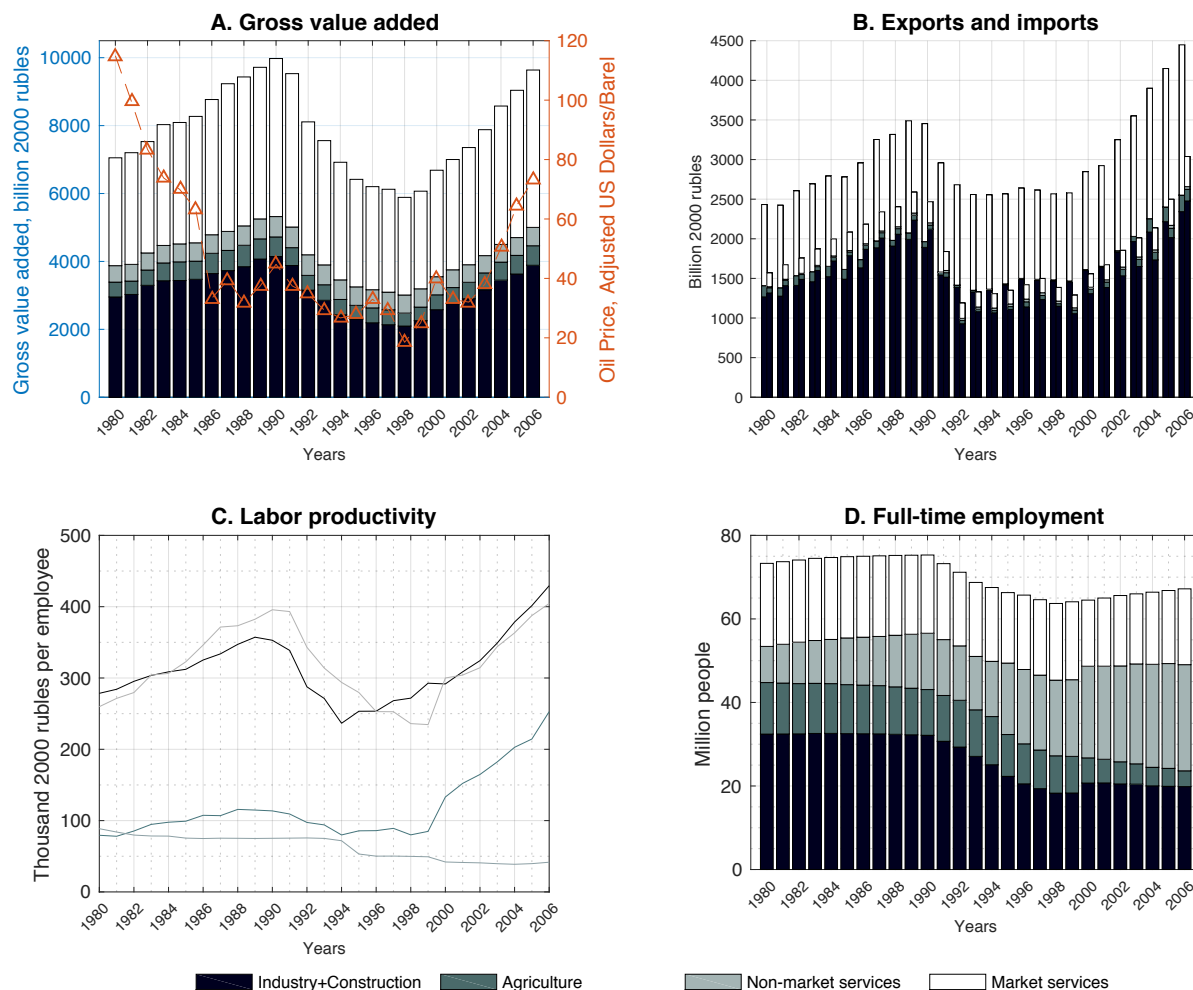 A. Gross value added
Gross value added, billion 2000 rubles
10000
8000
6000
4000
2000
0
120
100
80
60
40
20
0
Oil Price, Adjusted US Dollars/Barel
1980 1982 1984 1986 1988 1990 1992 1994 1996 1998 2000 2002 2004 2006
Years
B. Exports and imports
Billion 2000 rubles
4500
4000
3500
3000
2500
2000
1500
1000
500
0
1980 1982 1984 1986 1988 1990 1992 1994 1996 1998 2000 2002 2004 2006
Years
C. Labor productivity
Thousand 2000 rubles per employee
500
400
300
200
100
0
1980 1982 1984 1986 1988 1990 1992 1994 1996 1998 2000 2002 2004 2006
Years
D. Full-time employment
Million people
80
60
40
20
0
1980 1982 1984 1986 1988 1990 1992 1994 1996 1998 2000 2002 2004 2006
Years
Industry+Construction Agriculture Non-market services Market services